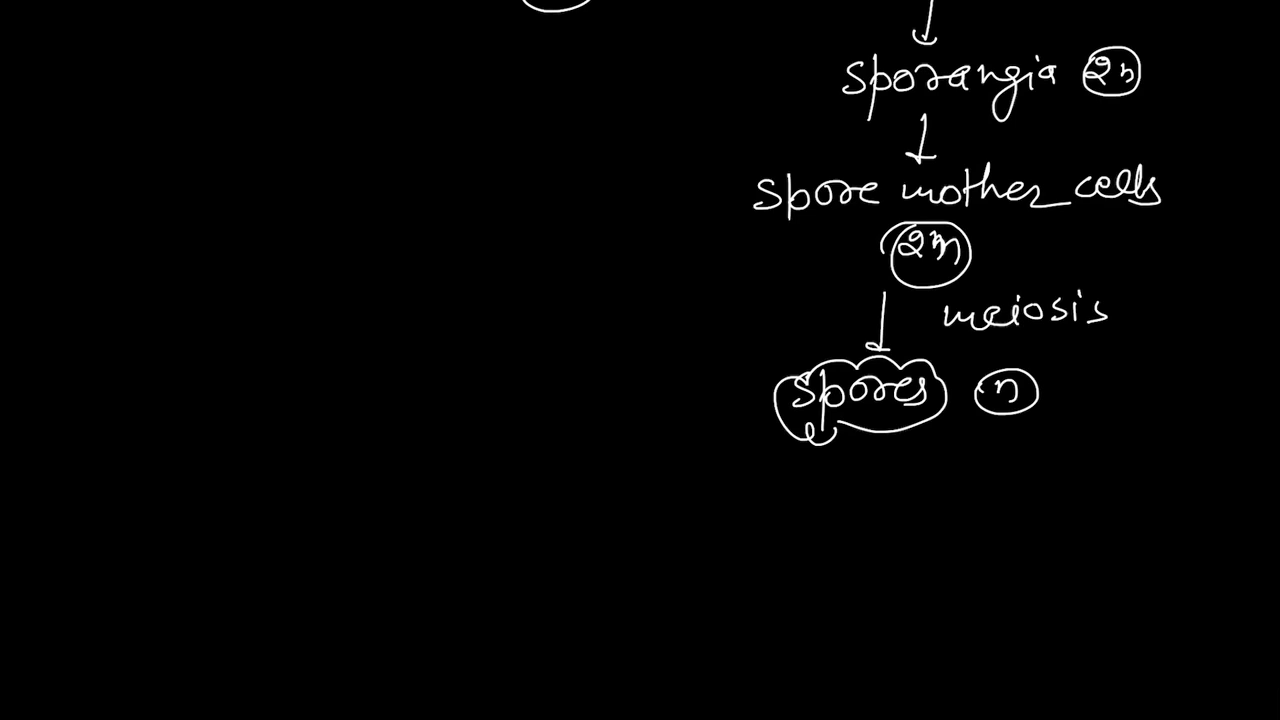 sporangia 2n
spore mother cells
2n
meiosis
spores n